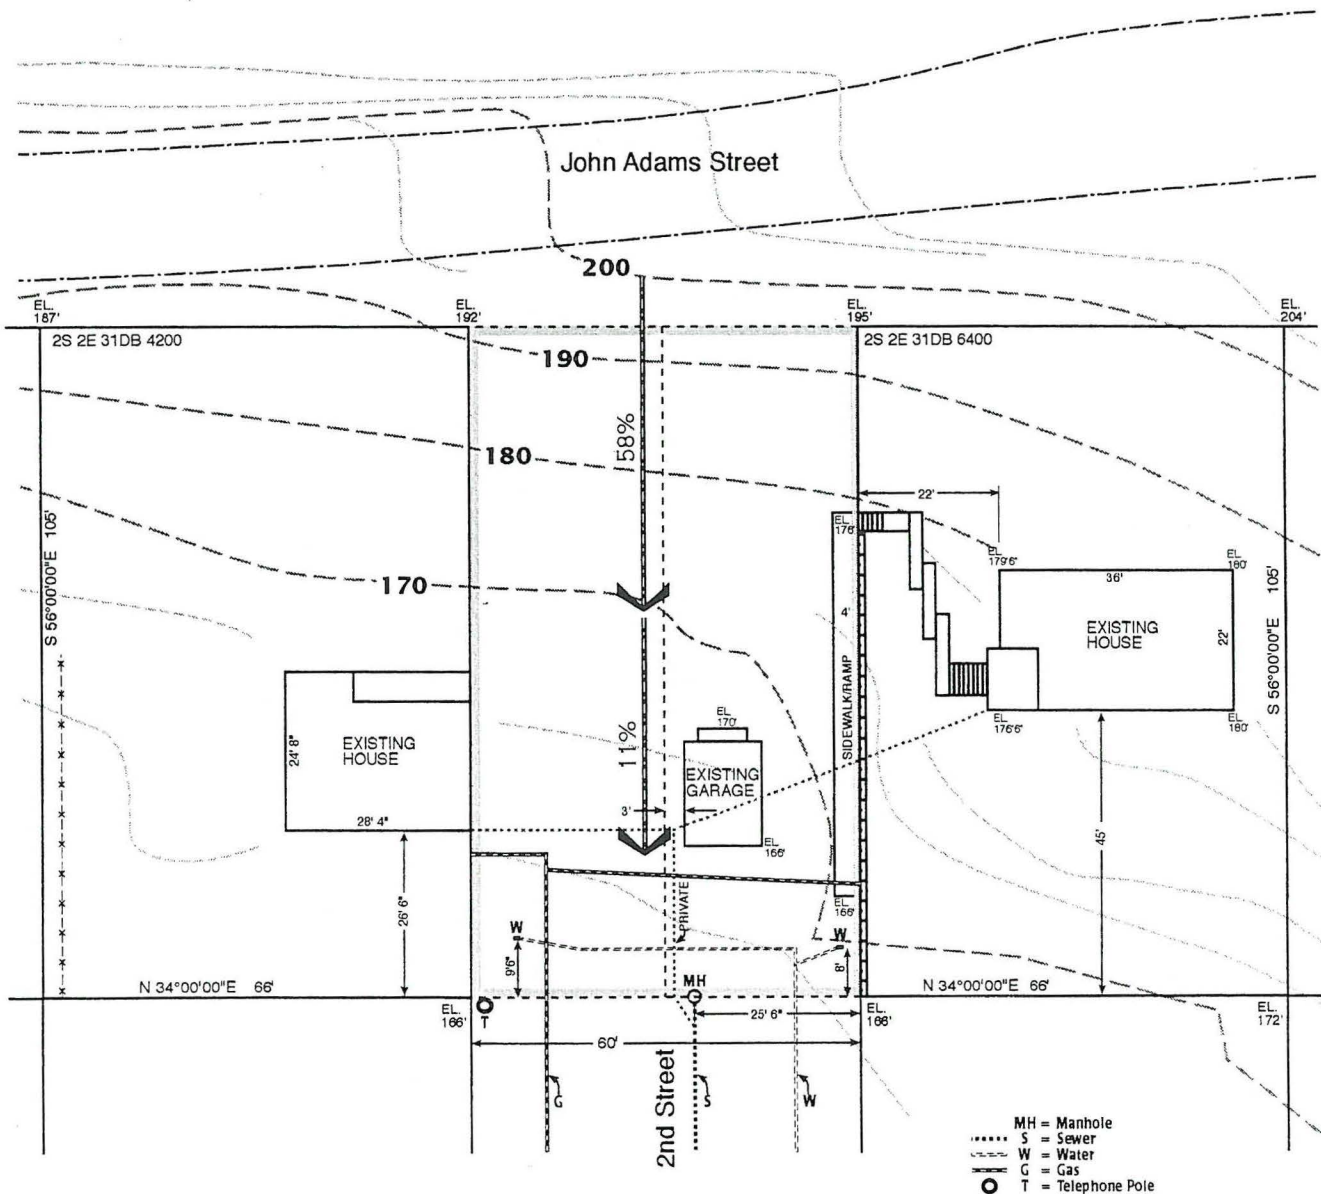 John Adams Street
200
EL.
187'
EL.
192'
EL.
195'
EL.
204'
2S 2E 31DB 4200
2S 2E 31DB 6400
190
58%
180
22'
EL
176'
S 56°00'00"E 105'
170
EL
179'6"
EL
180'
36'
4'
EXISTING
HOUSE
22'
S 56°00'00"E 105'
SIDEWALK/RAMP
EL
170'
EL
176'6"
EL
180'
24' 8"
EXISTING
HOUSE
11%
EXISTING
GARAGE
3'
28' 4"
EL
166'
45'
26' 6"
PRIVATE
EL
166'
W
W
9'6"
8'
MH
N 34°00'00"E 66'
N 34°00'00"E 66'
EL.
166'
T
25' 6"
EL.
166'
EL.
172'
60'
2nd Street
G
S
W
MH = Manhole
S = Sewer
W = Water
G = Gas
T = Telephone Pole